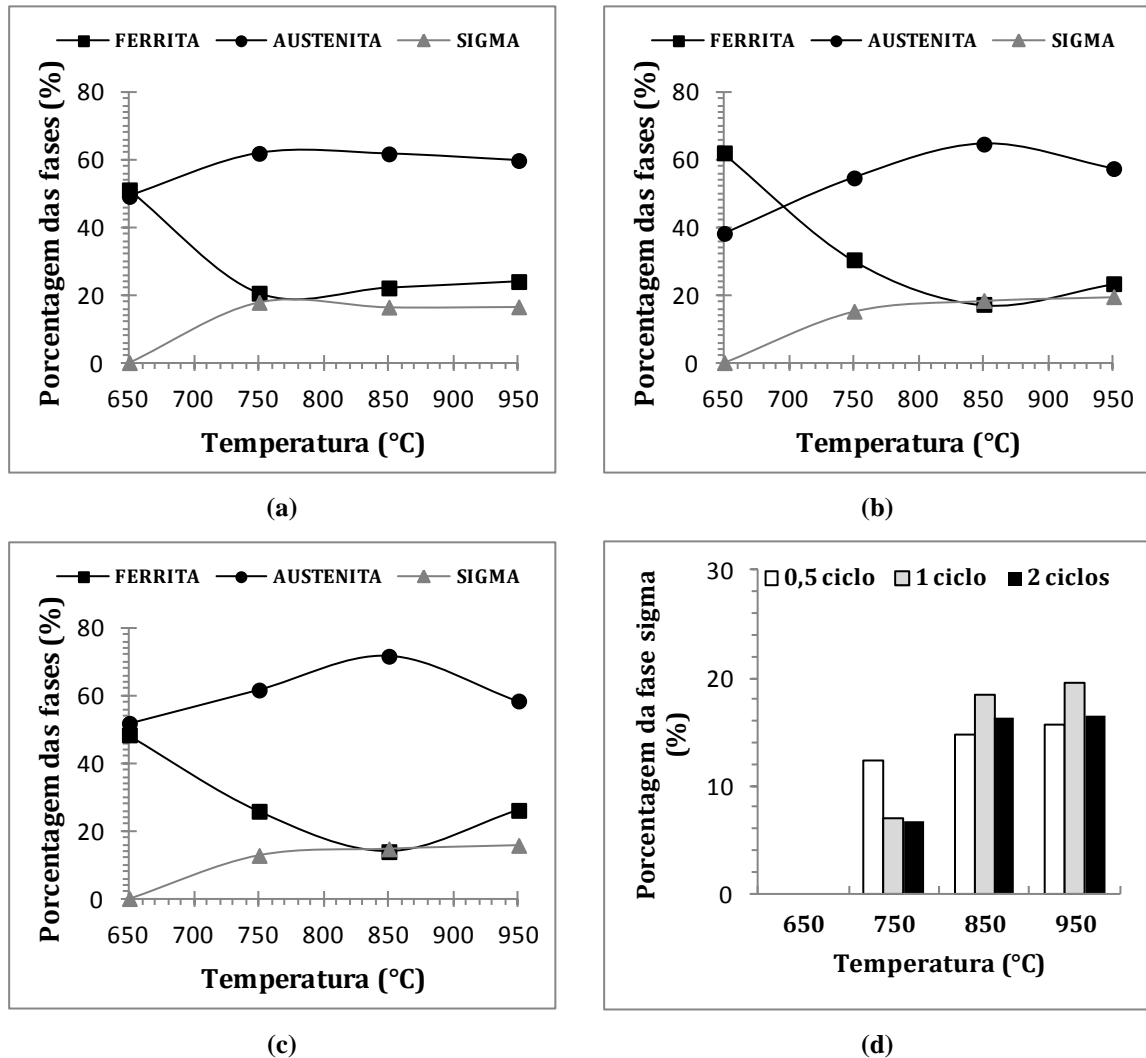 FERRITA AUSTENITA SIGMA
Porcentagem das fases (%)
80
60
40
20
0
650 700 750 800 850 900 950
Temperatura (°C)
(a)
FERRITA AUSTENITA SIGMA
Porcentagem das fases (%)
80
60
40
20
0
650 700 750 800 850 900 950
Temperatura (°C)
(b)
FERRITA AUSTENITA SIGMA
Porcentagem das fases (%)
80
60
40
20
0
650 700 750 800 850 900 950
Temperatura (°C)
(c)
0,5 ciclo 1 ciclo 2 ciclos
Porcentagem da fase sigma
(%)
30
20
10
0
650 750 850 950
Temperatura (°C)
(d)